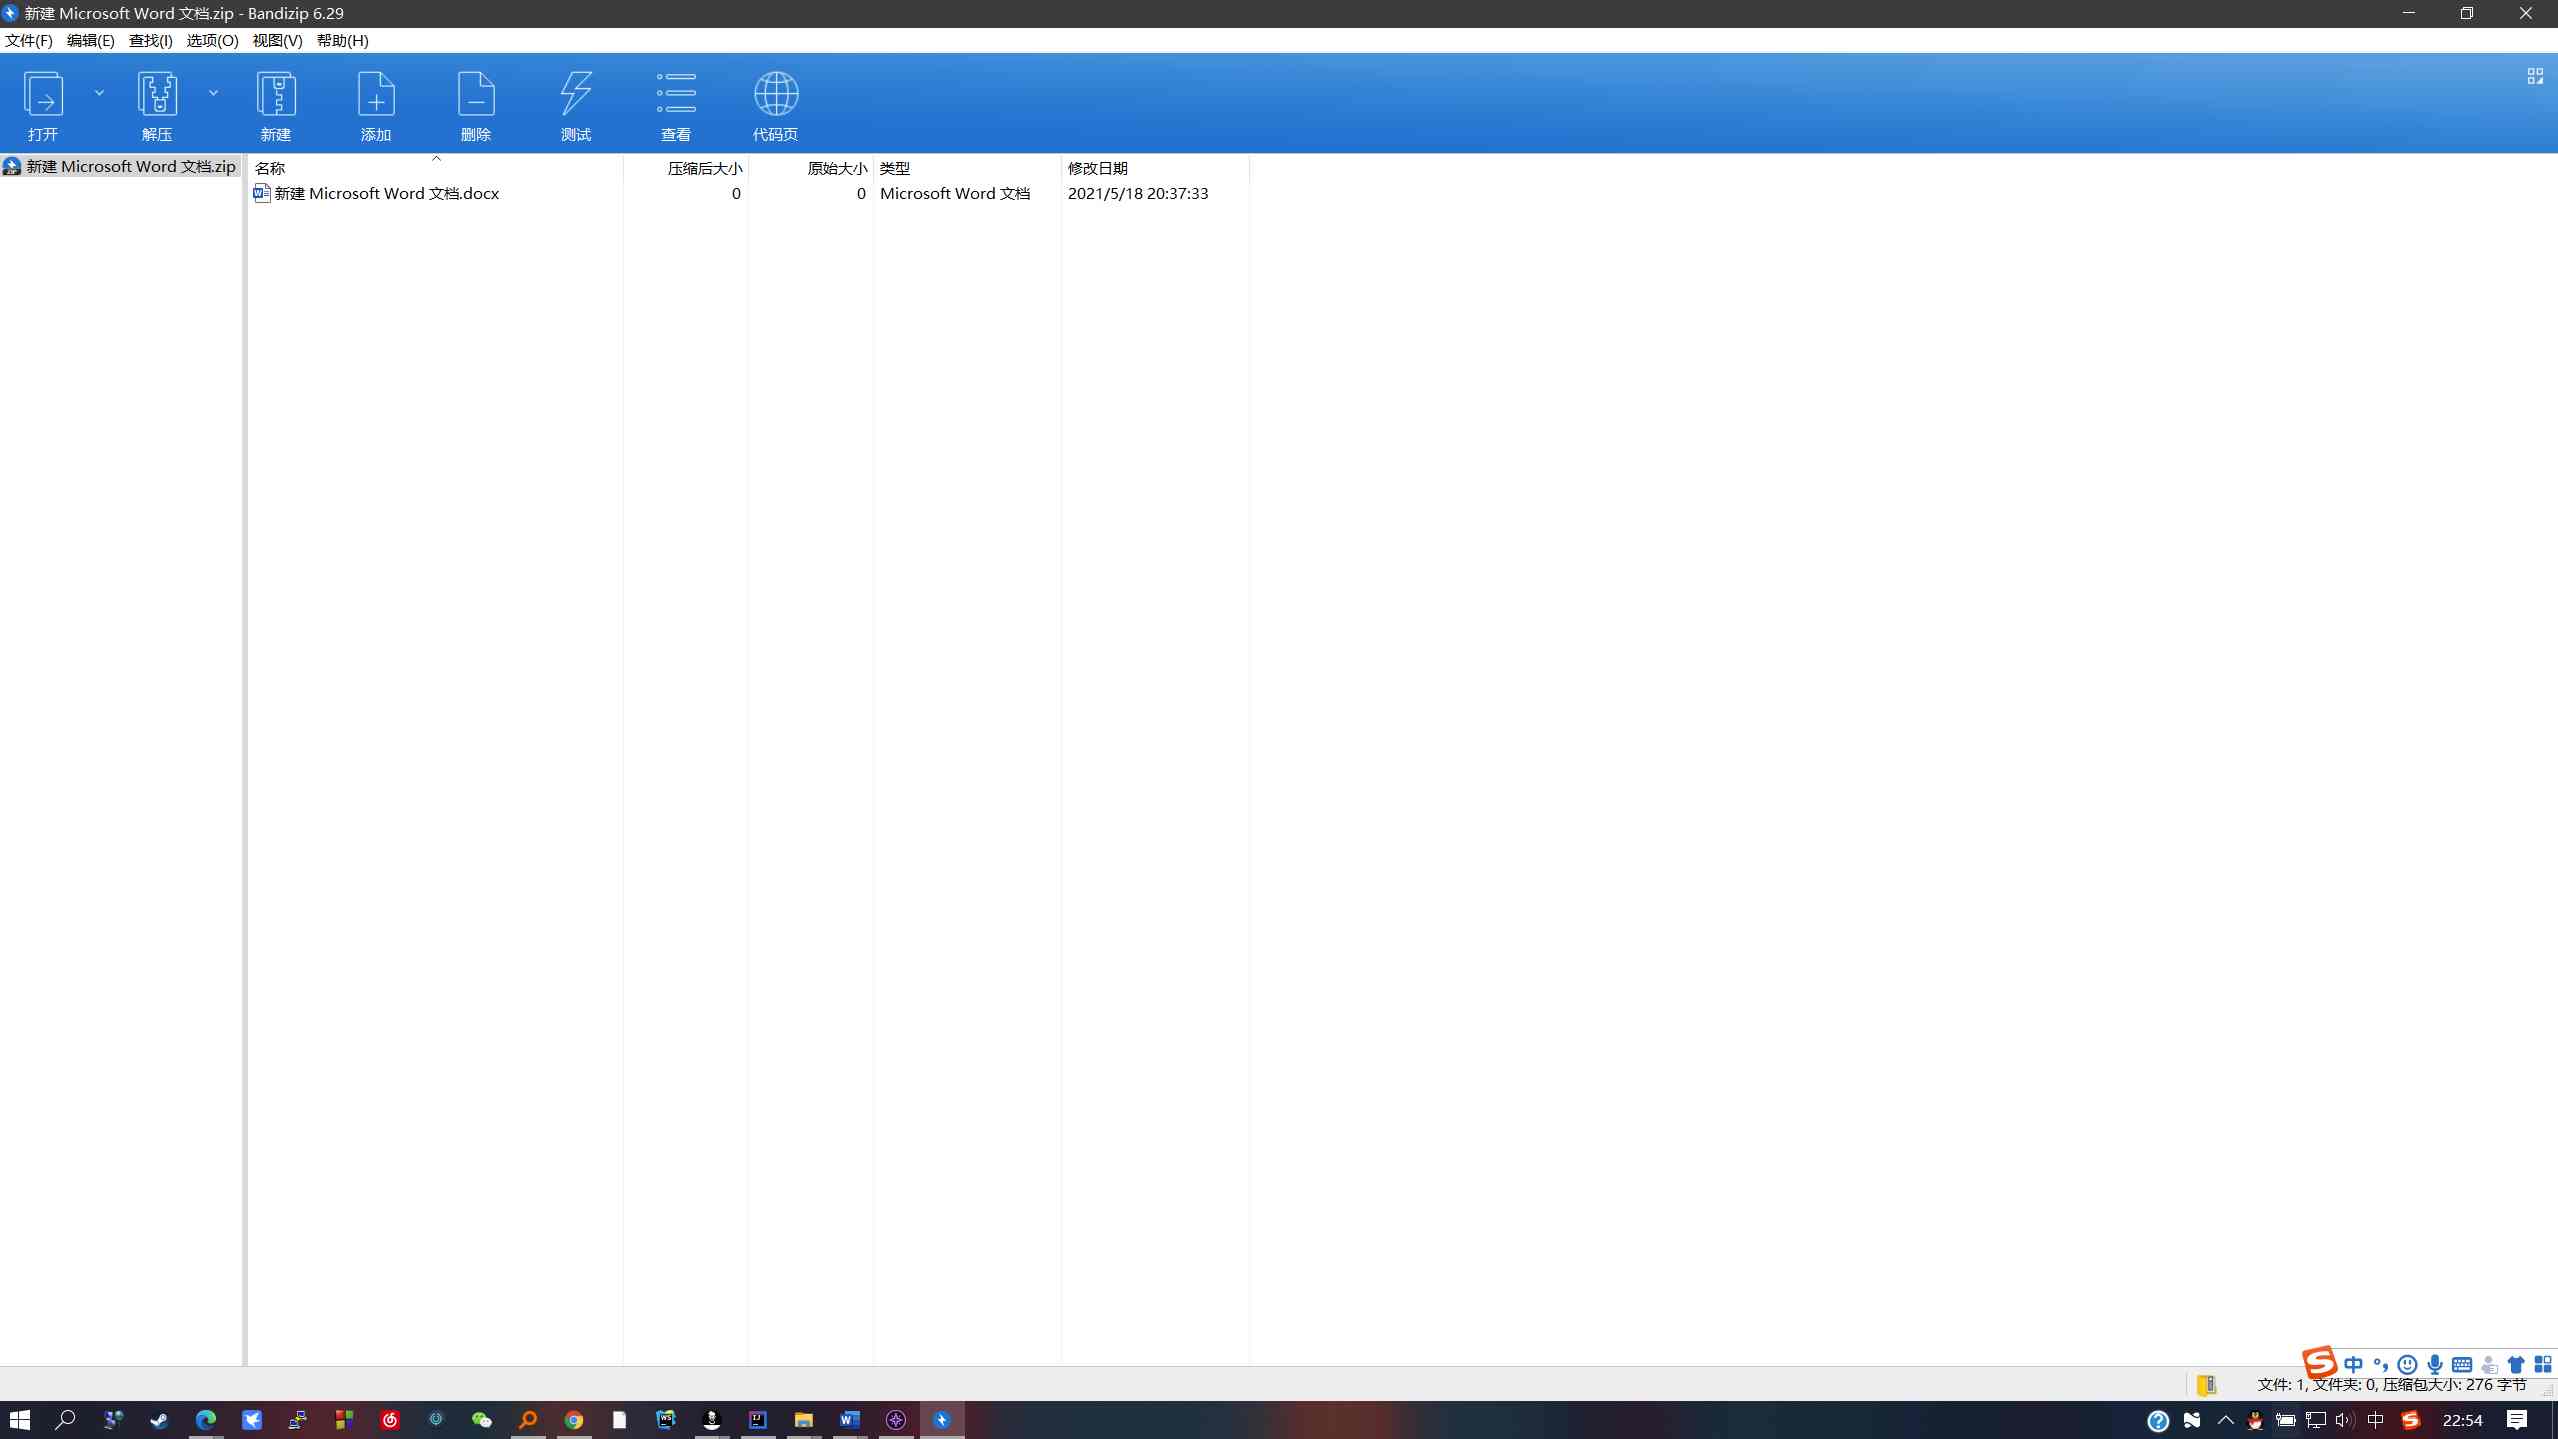 新建 Microsoft Word 文档.zip - Bandizip 6.29
文件(F) 编辑(E) 查找(I) 选项(O) 视图(V) 帮助(H)
打开 解压 新建 添加 删除 测试 查看 代码页
新建 Microsoft Word 文档.zip
名称 压缩后大小 原始大小 类型 修改日期
新建 Microsoft Word 文档.docx 0 0 Microsoft Word 文档 2021/5/18 20:37:33
中
文件: 1, 文件夹: 0, 压缩包大小: 276 字节
中 22:54